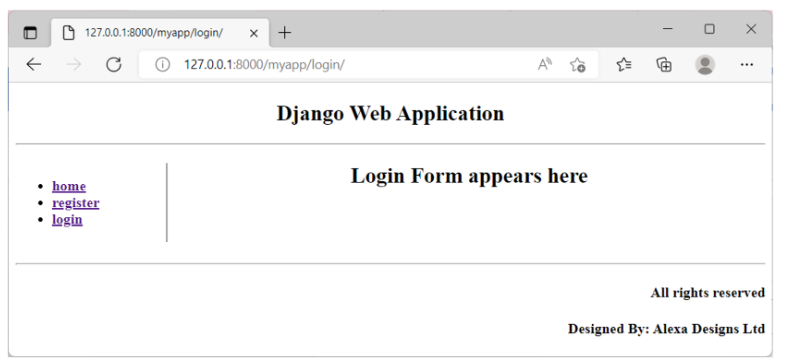 127.0.0.1:8000/myapp/login/
127.0.0.1:8000/myapp/login/
Django Web Application
home
register
login
Login Form appears here
All rights reserved
Designed By: Alexa Designs Ltd